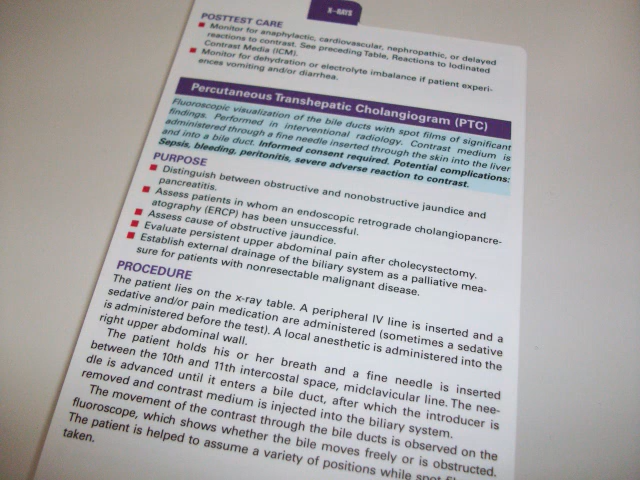 X-RAYS
POSTTEST CARE
Monitor for anaphylactic, cardiovascular, nephropathic, or delayed
reactions to contrast. See preceding Table, Reactions to Iodinated
Contrast Media (ICM).
Monitor for dehydration or electrolyte imbalance if patient experi-
ences vomiting and/or diarrhea.
Percutaneous Transhepatic Cholangiogram (PTC)
Fluoroscopic visualization of the bile ducts with spot films of significant
findings. Performed in interventional radiology. Contrast medium is
administered through a fine needle inserted through the skin into the liver
and into a bile duct. Informed consent required. Potential complications:
Sepsis, bleeding, peritonitis, severe adverse reaction to contrast.
PURPOSE
Distinguish between obstructive and nonobstructive jaundice and
pancreatitis.
Assess patients in whom an endoscopic retrograde cholangiopancre-
atography (ERCP) has been unsuccessful.
Assess cause of obstructive jaundice.
Evaluate persistent upper abdominal pain after cholecystectomy.
Establish external drainage of the biliary system as a palliative mea-
sure for patients with nonresectable malignant disease.
PROCEDURE
The patient lies on the x-ray table. A peripheral IV line is inserted and a
sedative and/or pain medication are administered (sometimes a sedative
is administered before the test). A local anesthetic is administered into the
right upper abdominal wall.
The patient holds his or her breath and a fine needle is inserted
between the 10th and 11th intercostal space, midclavicular line. The nee-
dle is advanced until it enters a bile duct, after which the introducer is
removed and contrast medium is injected into the biliary system.
The movement of the contrast through the bile ducts is observed on the
fluoroscope, which shows whether the bile moves freely or is obstructed.
The patient is helped to assume a variety of positions while spot
taken.